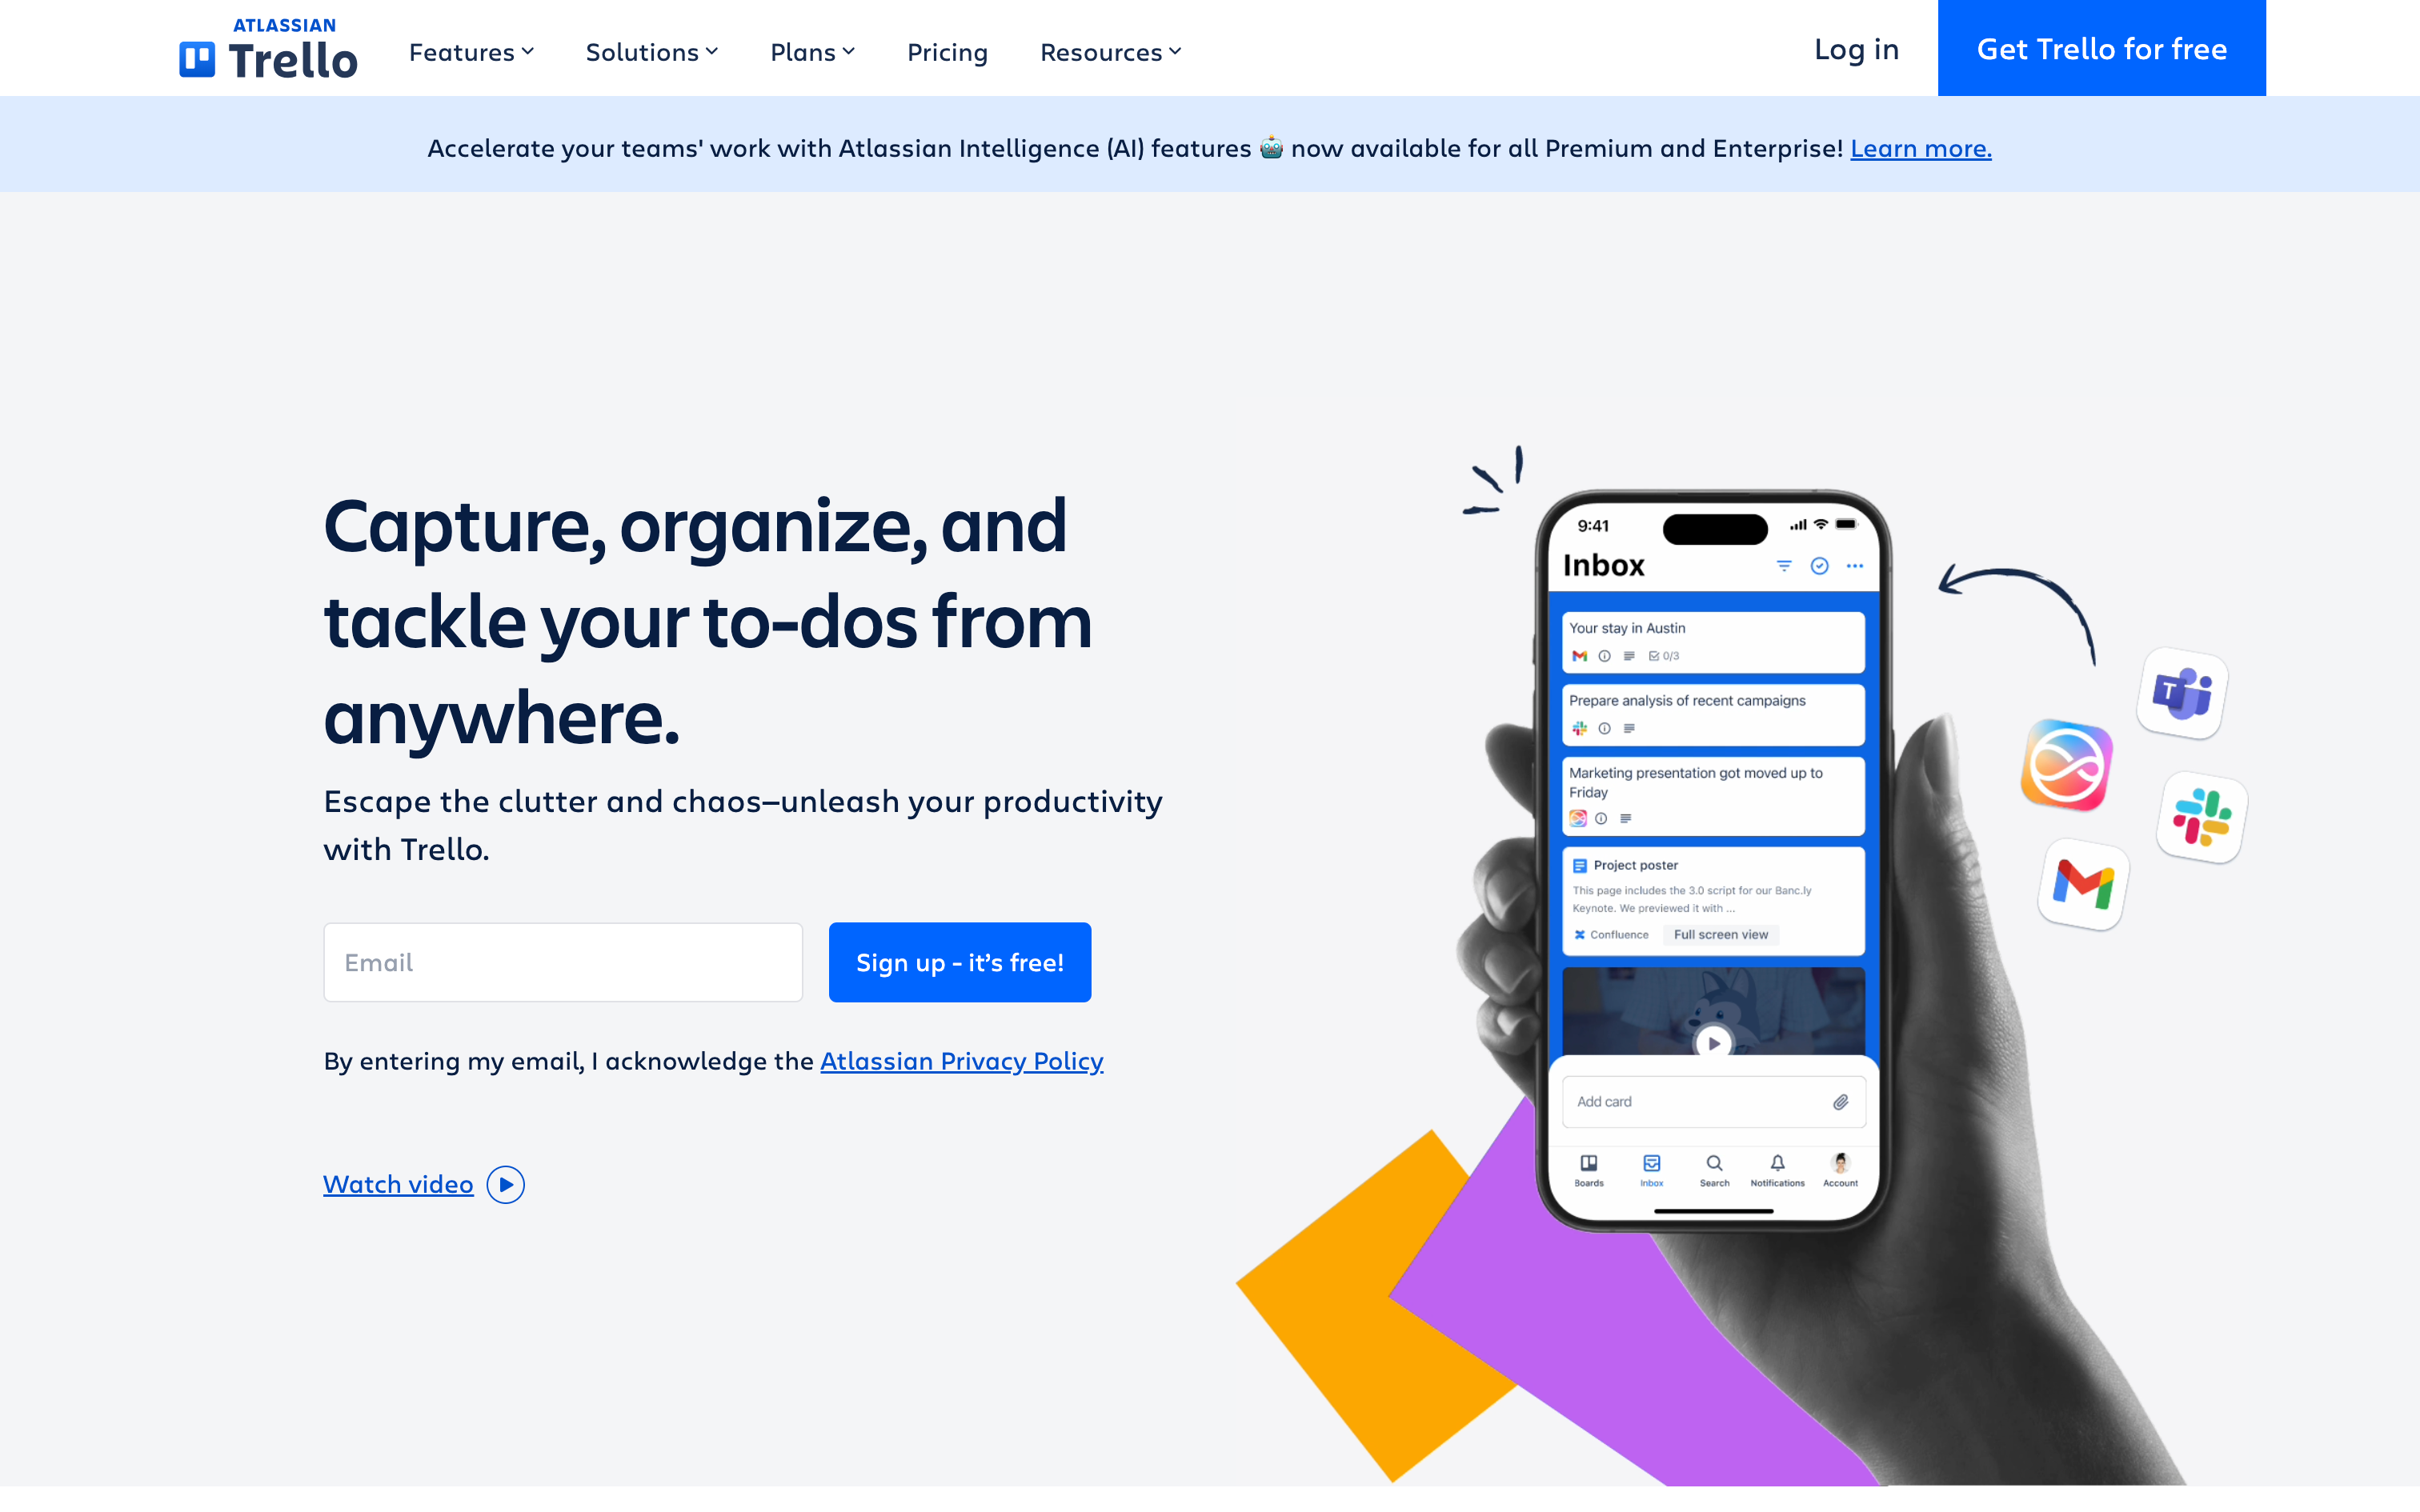 ATLASSIAN
Trello
Features
Solutions
Plans
Pricing
Resources
Log in
Get Trello for free
Accelerate your teams' work with Atlassian Intelligence (AI) features 🤖 now available for all Premium and Enterprise! Learn more.
Capture, organize, and
tackle your to-dos from
anywhere.
Escape the clutter and chaos—unleash your productivity
with Trello.
Email
Sign up - it’s free!
By entering my email, I acknowledge the Atlassian Privacy Policy
Watch video
9:41
Inbox
Your stay in Austin
0/3
Prepare analysis of recent campaigns
Marketing presentation got moved up to
Friday
Project poster
This page includes the 3.0 script for our Banc.ly
Keynote. We previewed it with ...
Confluence
Full screen view
Add card
Boards
Inbox
Search
Notifications
Account
T